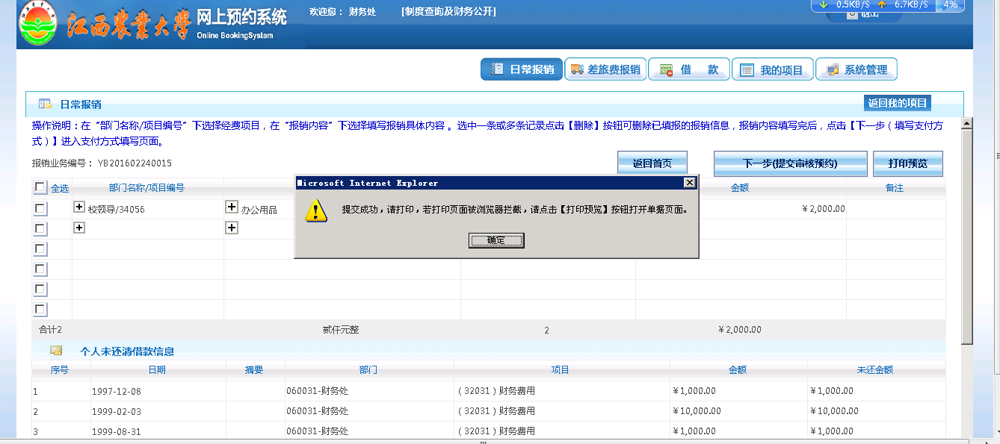 江西农业大学 网上预约系统
Online BookingSystem
欢迎您： 财务处 [制度查询及财务公开]
0.5KB/S 6.7KB/S 4%
退出
日常报销 差旅费报销 借 款 我的项目 系统管理
日常报销 返回我的项目
操作说明：在“部门名称/项目编号”下选择经费项目，在“报销内容”下选择填写报销具体内容 。选中一条或多条记录点击【删除】按钮可删除已填报的报销信息，报销内容填写完后，点击【下一步（填写支付方
式）】进入支付方式填写页面。
报销业务编号： YB201602240015 返回首页 下一步(提交审核预约) 打印预览
全选 部门名称/项目编号 金额 备注
Microsoft Internet Explorer
提交成功，请打印，若打印页面被浏览器拦截，请点击【打印预览】按钮打开单据页面。
确定
校领导/34056 办公用品 ￥2,000.00
合计2 贰仟元整 2 ￥2,000.00
个人未还清借款信息
序号 日期 摘要 部门 项目 金额 未还金额
1 1997-12-08 060031-财务处 （32031）财务费用 ￥1,000.00 ￥1,000.00
2 1999-02-03 060031-财务处 （32031）财务费用 ￥10,000.00 ￥10,000.00
3 1999-08-31 060031-财务处 （32031）财务费用 ￥1,000.00 ￥1,000.00